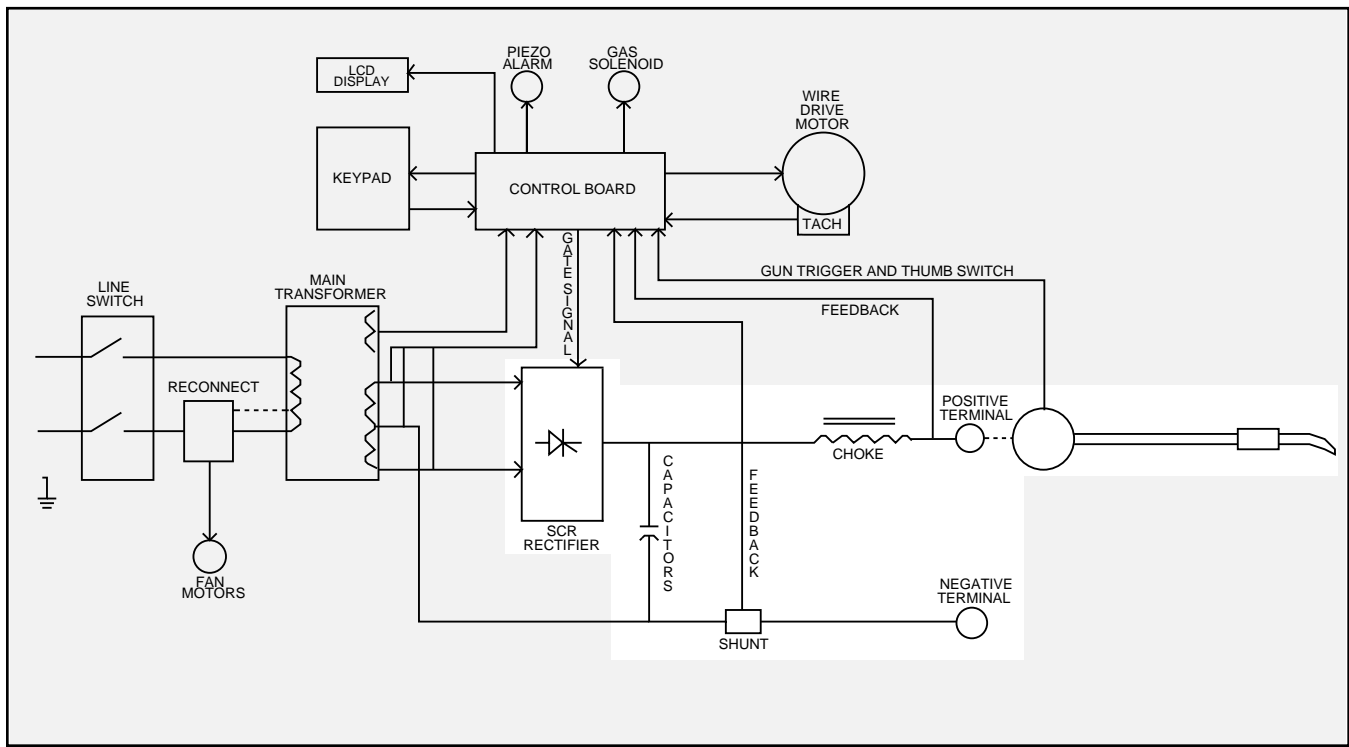 PIEZO
ALARM
GAS
SOLENOID
LCD
DISPLAY
WIRE
DRIVE
MOTOR
KEYPAD
CONTROL BOARD
TACH
GATE SIGNAL
GUN TRIGGER AND THUMB SWITCH
MAIN
TRANSFORMER
LINE
SWITCH
FEEDBACK
RECONNECT
POSITIVE
TERMINAL
CHOKE
CAPACITORS
FEEDBACK
SCR
RECTIFIER
FAN
MOTORS
NEGATIVE
TERMINAL
SHUNT